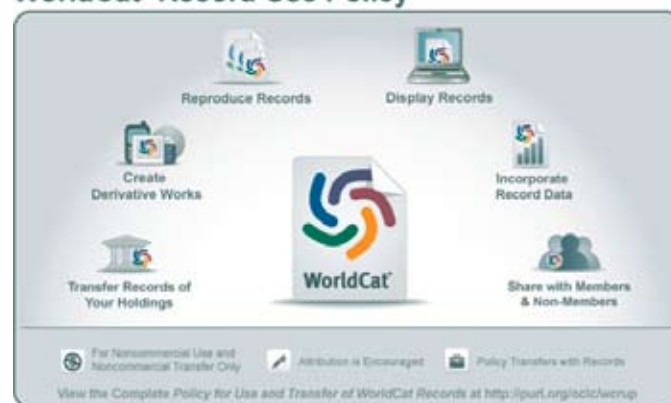 WorldCat® Record Use Policy
Reproduce Records
Display Records
Create
Derivative Works
Incorporate
Record Data
WorldCat®
Transfer Records of
Your Holdings
Share with Members
& Non-Members
For Noncommercial Use and
Noncommercial Transfer Only
Attribution is Encouraged
Policy Transfers with Records
View the Complete Policy for Use and Transfer of WorldCat Records at http://purl.org/oclc/wcrup